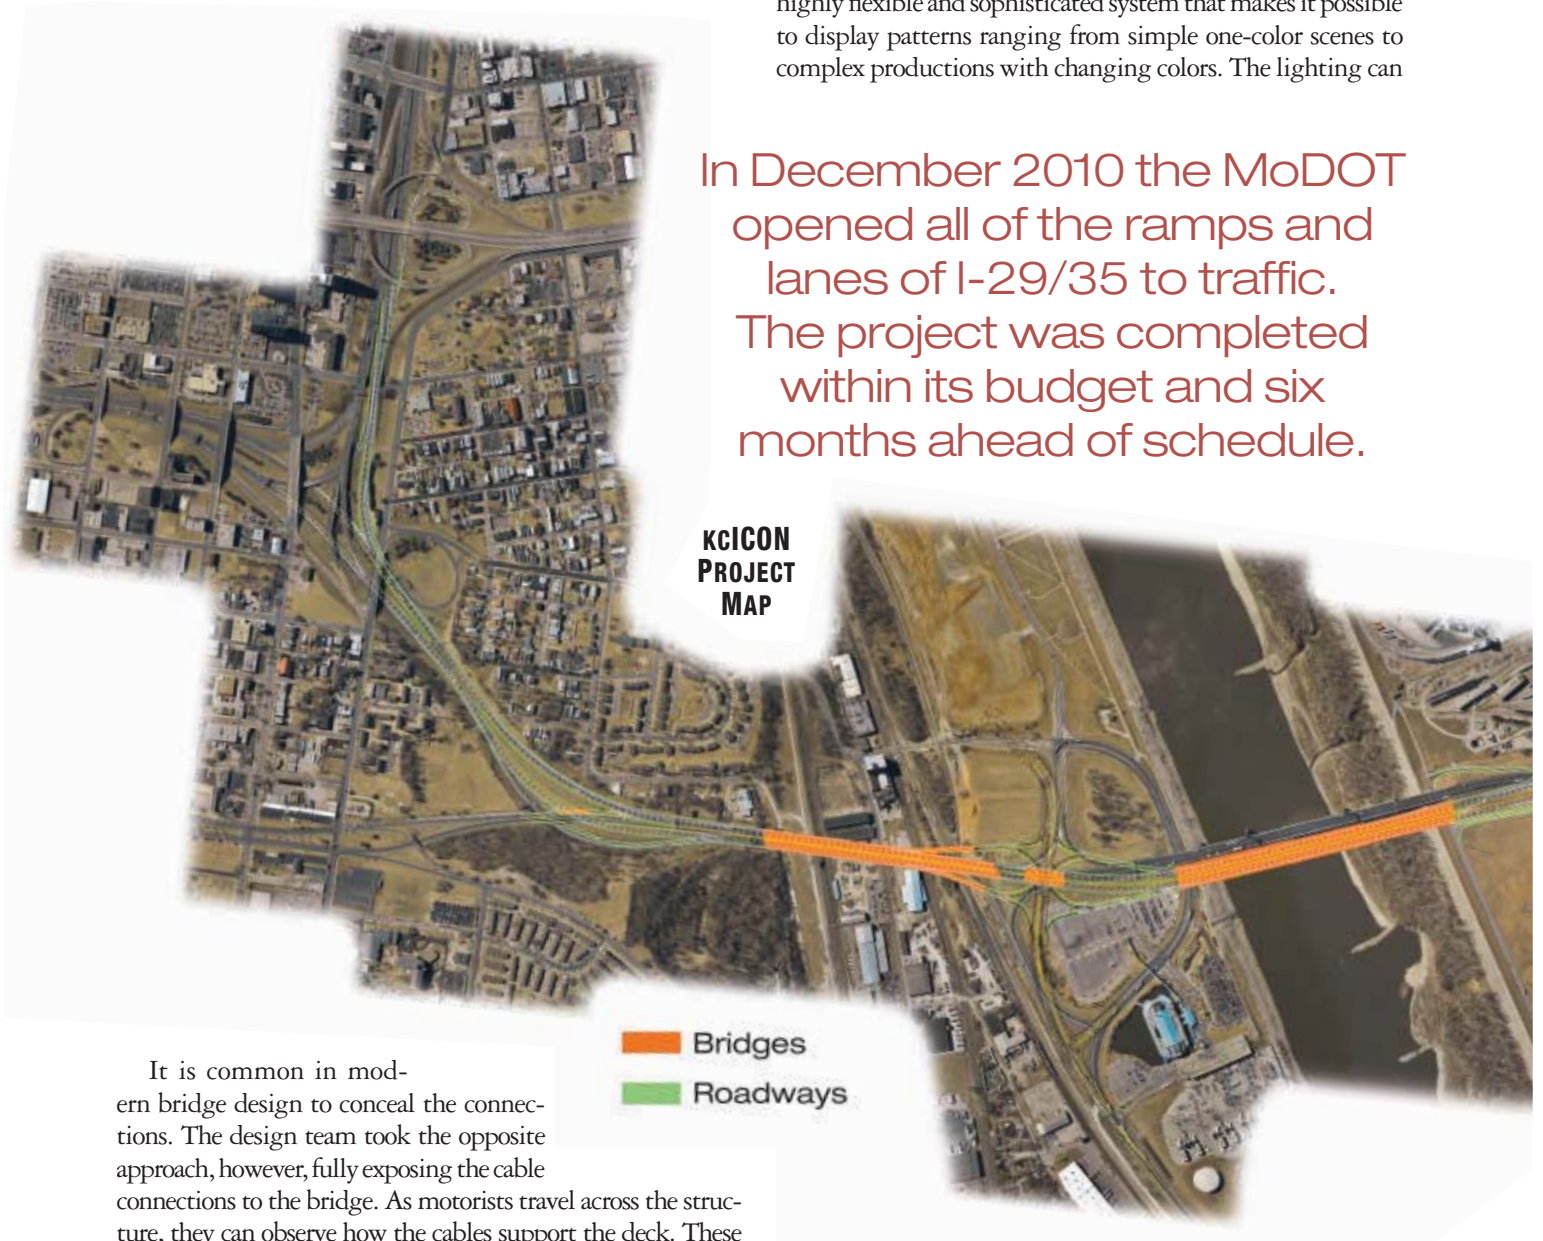 highly flexible and sophisticated system that makes it possible
to display patterns ranging from simple one-color scenes to
complex productions with changing colors. The lighting can
In December 2010 the MoDOT
opened all of the ramps and
lanes of I-29/35 to traffic.
The project was completed
within its budget and six
months ahead of schedule.
KCICON
PROJECT
MAP
Bridges
Roadways
It is common in mod-
ern bridge design to conceal the connec-
tions. The design team took the opposite
approach, however, fully exposing the cable
connections to the bridge. As motorists travel across the struc-
ture, they can observe how the cables support the deck. These